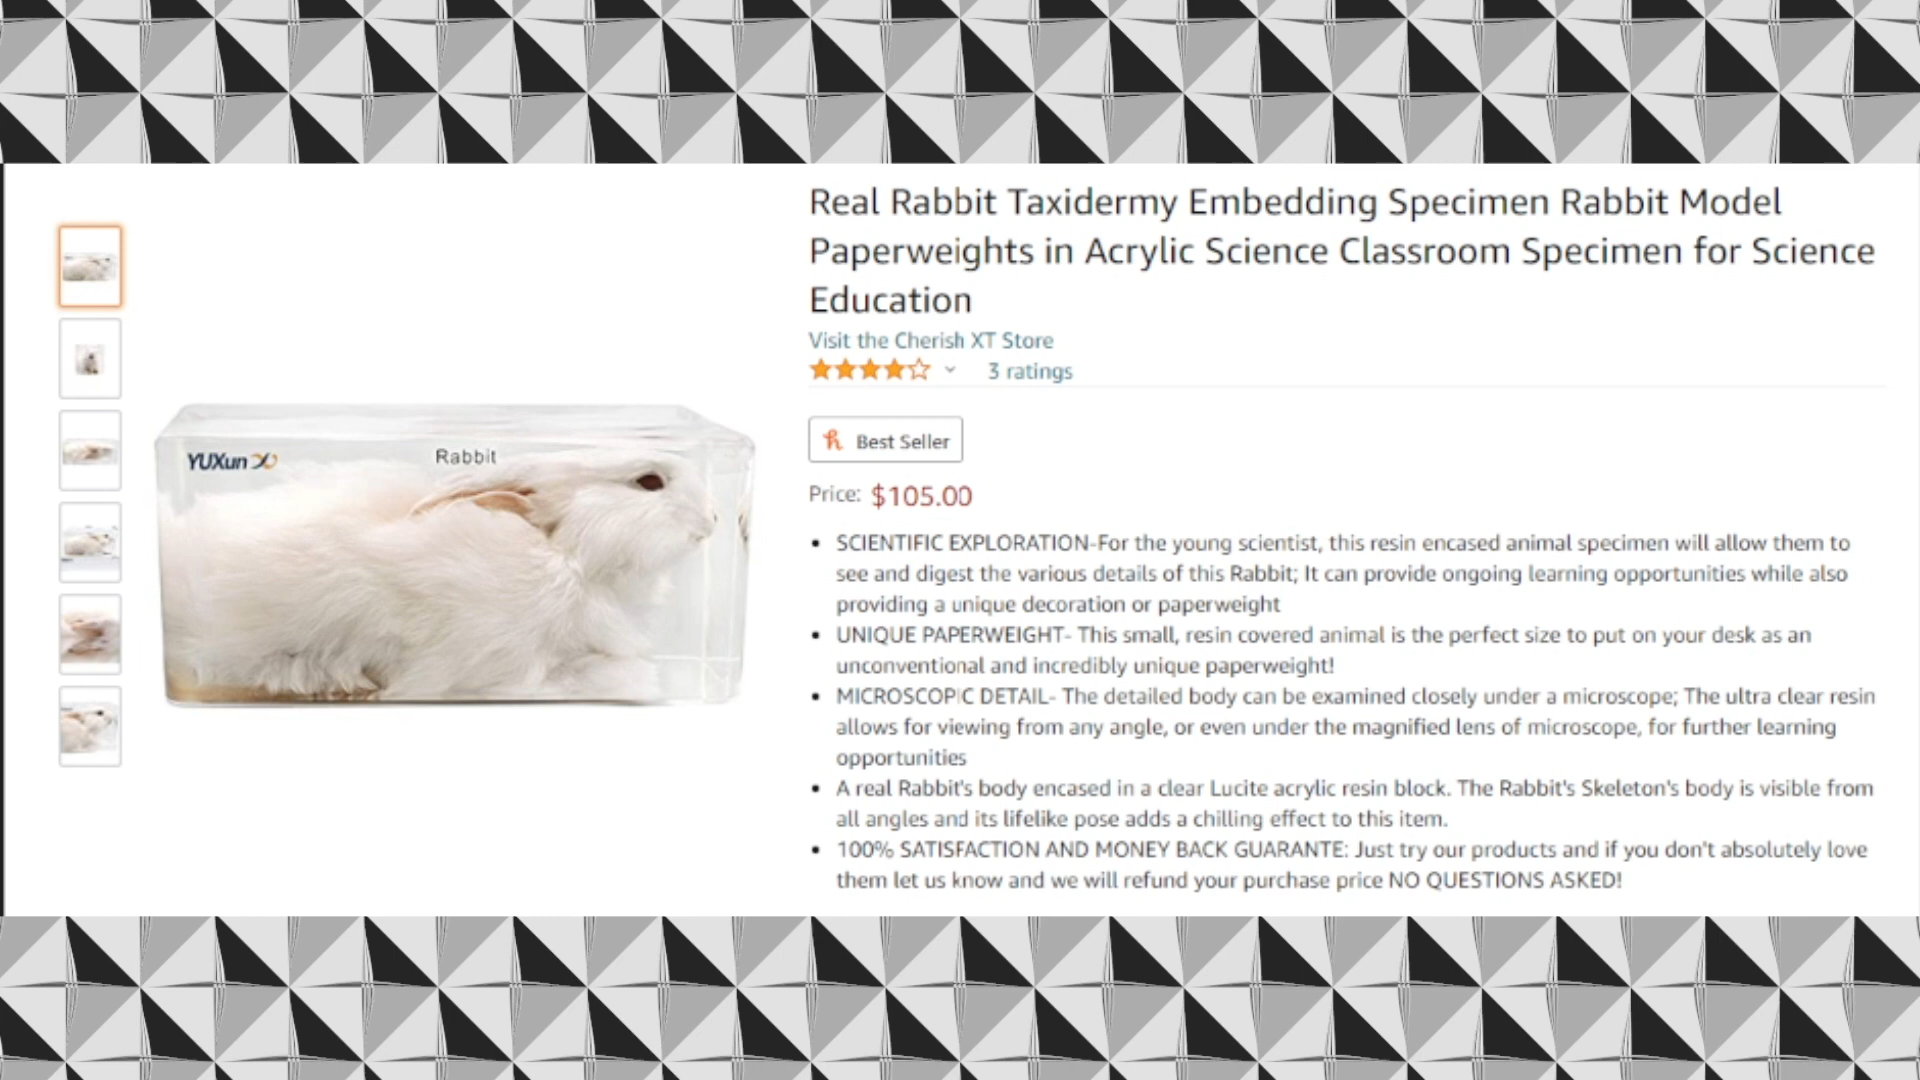 Real Rabbit Taxidermy Embedding Specimen Rabbit Model
Paperweights in Acrylic Science Classroom Specimen for Science
Education
Visit the Cherish XT Store
3 ratings
Best Seller
Price: $105.00
YUXun
Rabbit
• SCIENTIFIC EXPLORATION-For the young scientist, this resin encased animal specimen will allow them to
see and digest the various details of this Rabbit; It can provide ongoing learning opportunities while also
providing a unique decoration or paperweight
• UNIQUE PAPERWEIGHT- This small, resin covered animal is the perfect size to put on your desk as an
unconventional and incredibly unique paperweight!
• MICROSCOPIC DETAIL- The detailed body can be examined closely under a microscope; The ultra clear resin
allows for viewing from any angle, or even under the magnified lens of microscope, for further learning
opportunities
• A real Rabbit's body encased in a clear Lucite acrylic resin block. The Rabbit's Skeleton's body is visible from
all angles and its lifelike pose adds a chilling effect to this item.
• 100% SATISFACTION AND MONEY BACK GUARANTE: Just try our products and if you don't absolutely love
them let us know and we will refund your purchase price NO QUESTIONS ASKED!